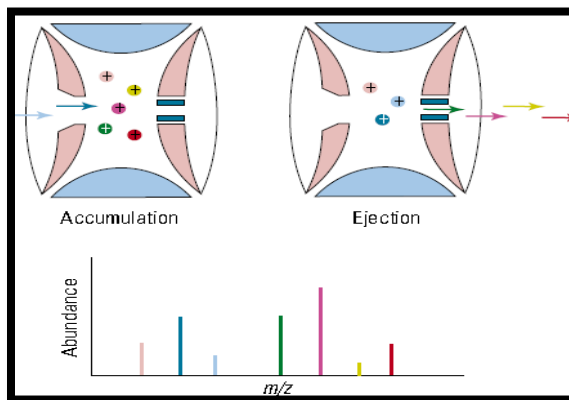 + + + + +
+ + +
Accumulation
Ejection
Abundance
m/z